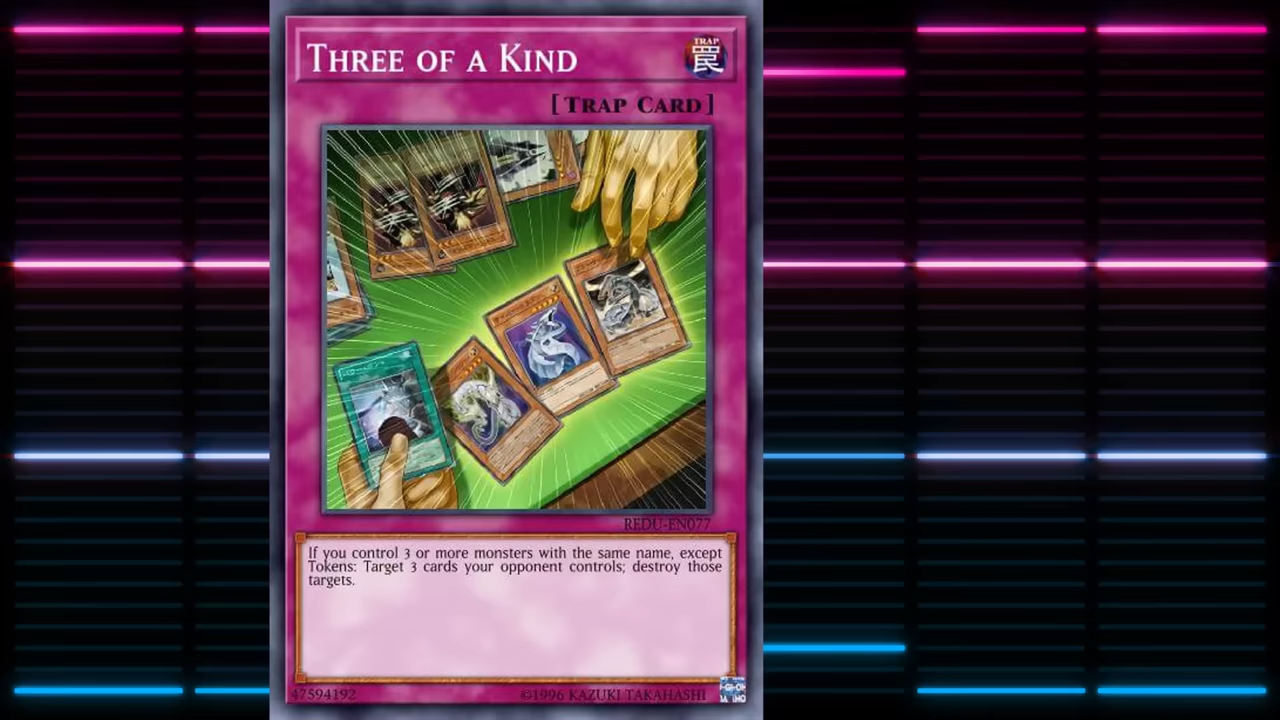 THREE OF A KIND
TRAP
罠
[TRAP CARD]
REDU-EN077
If you control 3 or more monsters with the same name, except
Tokens: Target 3 cards your opponent controls; destroy those
targets.
47594192
©1996 KAZUKI TAKAHASHI